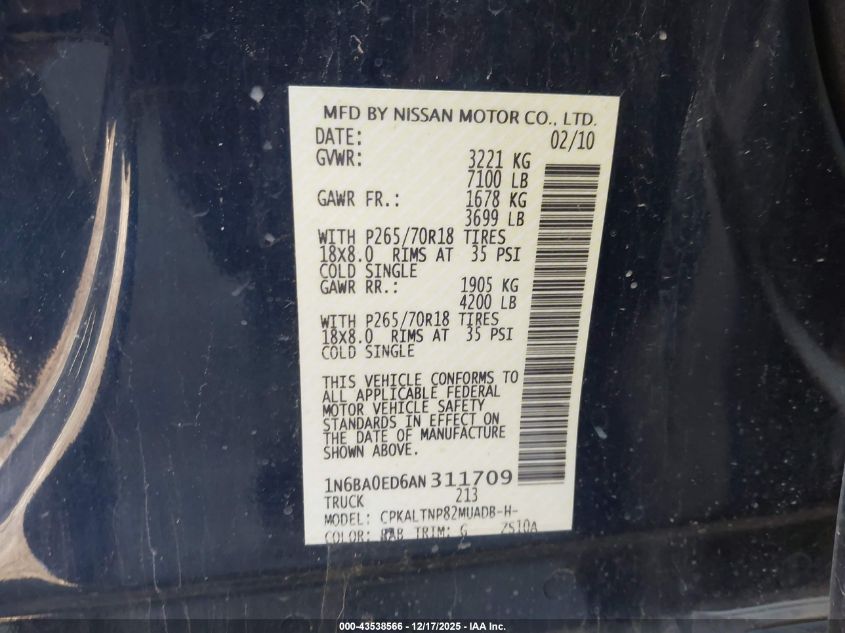 MFD BY NISSAN MOTOR CO., LTD.
DATE: 02/10
GVWR: 3221 KG
7100 LB
GAWR FR.: 1678 KG
3699 LB
WITH P265/70R18 TIRES
18X8.0 RIMS AT 35 PSI
COLD SINGLE
GAWR RR.: 1905 KG
4200 LB
WITH P265/70R18 TIRES
18X8.0 RIMS AT 35 PSI
COLD SINGLE
THIS VEHICLE CONFORMS TO
ALL APPLICABLE FEDERAL
MOTOR VEHICLE SAFETY
STANDARDS IN EFFECT ON
THE DATE OF MANUFACTURE
SHOWN ABOVE.
1N6BA0ED6AN311709
TRUCK 213
MODEL: CPKALTNP82MUADB-H-
COLOR: TRIM: G ZS10A
000-43538566 - 12/17/2025 - IAA Inc.